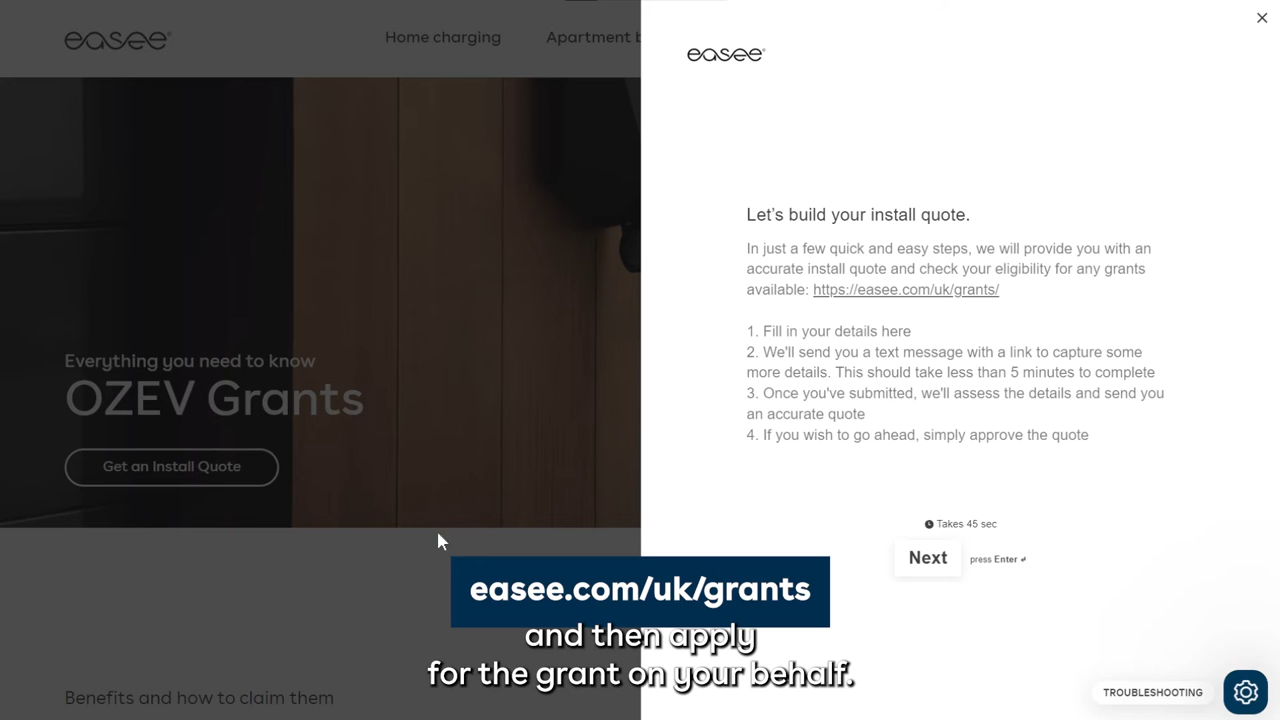 easee
Home charging
Apartment b
Everything you need to know
OZEV Grants
Get an Install Quote
Benefits and how to claim them
easee
Let's build your install quote.
In just a few quick and easy steps, we will provide you with an
accurate install quote and check your eligibility for any grants
available: https://easee.com/uk/grants/
1. Fill in your details here
2. We'll send you a text message with a link to capture some
more details. This should take less than 5 minutes to complete
3. Once you've submitted, we'll assess the details and send you
an accurate quote
4. If you wish to go ahead, simply approve the quote
Takes 45 sec
Next
press Enter ↵
easee.com/uk/grants
and then apply
for the grant on your behalf.
TROUBLESHOOTING